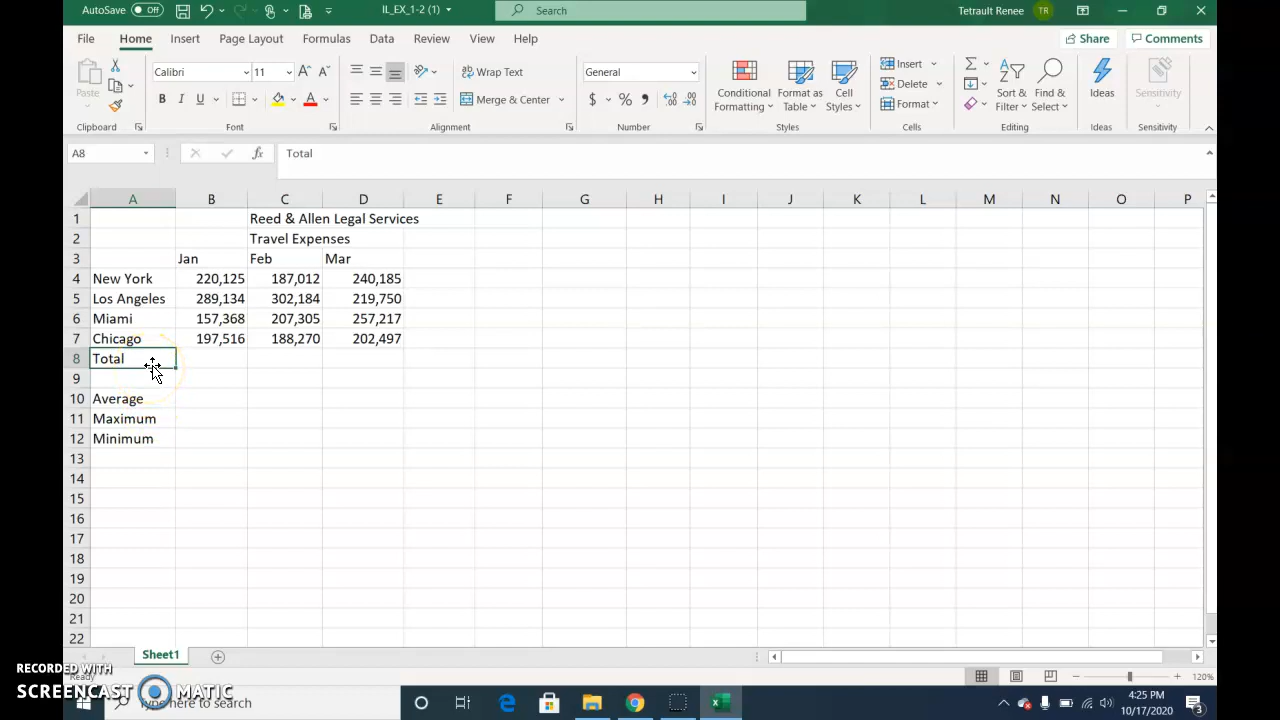 AutoSave Off IL_EX_1-2 (1) Search Tetrault Renee TR
File Home Insert Page Layout Formulas Data Review View Help Share Comments
Paste Calibri 11 Wrap Text General Insert
B I U Merge & Center $ % Conditional Formatting Format as Table Cell Styles Delete Format Sort & Filter Find & Select Ideas Sensitivity
Clipboard Font Alignment Number Styles Cells Editing Ideas Sensitivity
A8 fx Total
A B C D E F G H I J K L M N O P
1 Reed & Allen Legal Services
2 Travel Expenses
3 Jan Feb Mar
4 New York 220,125 187,012 240,185
5 Los Angeles 289,134 302,184 219,750
6 Miami 157,368 207,305 257,217
7 Chicago 197,516 188,270 202,497
8 Total
9
10 Average
11 Maximum
12 Minimum
13
14
15
16
17
18
19
20
21
22
Sheet1
RECORDED WITH
Ready 120%
SCREENCAST MATIC
Type here to search 4:25 PM
10/17/2020 3